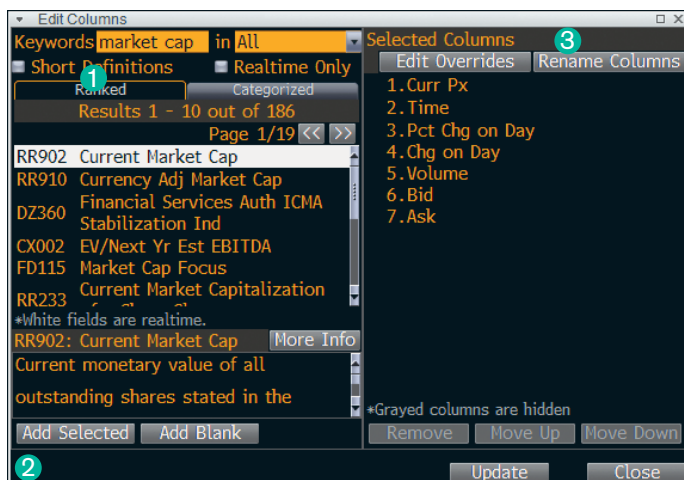 Edit Columns
Keywords market cap in All
Short Definitions Realtime Only
1
Ranked Categorized
Results 1 - 10 out of 186
Page 1/19 << >>
RR902 Current Market Cap
RR910 Currency Adj Market Cap
DZ360 Financial Services Auth ICMA
Stabilization Ind
CX002 EV/Next Yr Est EBITDA
FD115 Market Cap Focus
RR233 Current Market Capitalization
*White fields are realtime.
RR902: Current Market Cap More Info
Current monetary value of all
outstanding shares stated in the
Add Selected Add Blank
2
Selected Columns
3
Edit Overrides Rename Columns
1.Curr Px
2.Time
3.Pct Chg on Day
4.Chg on Day
5.Volume
6.Bid
7.Ask
*Grayed columns are hidden
Remove Move Up Move Down
Update Close